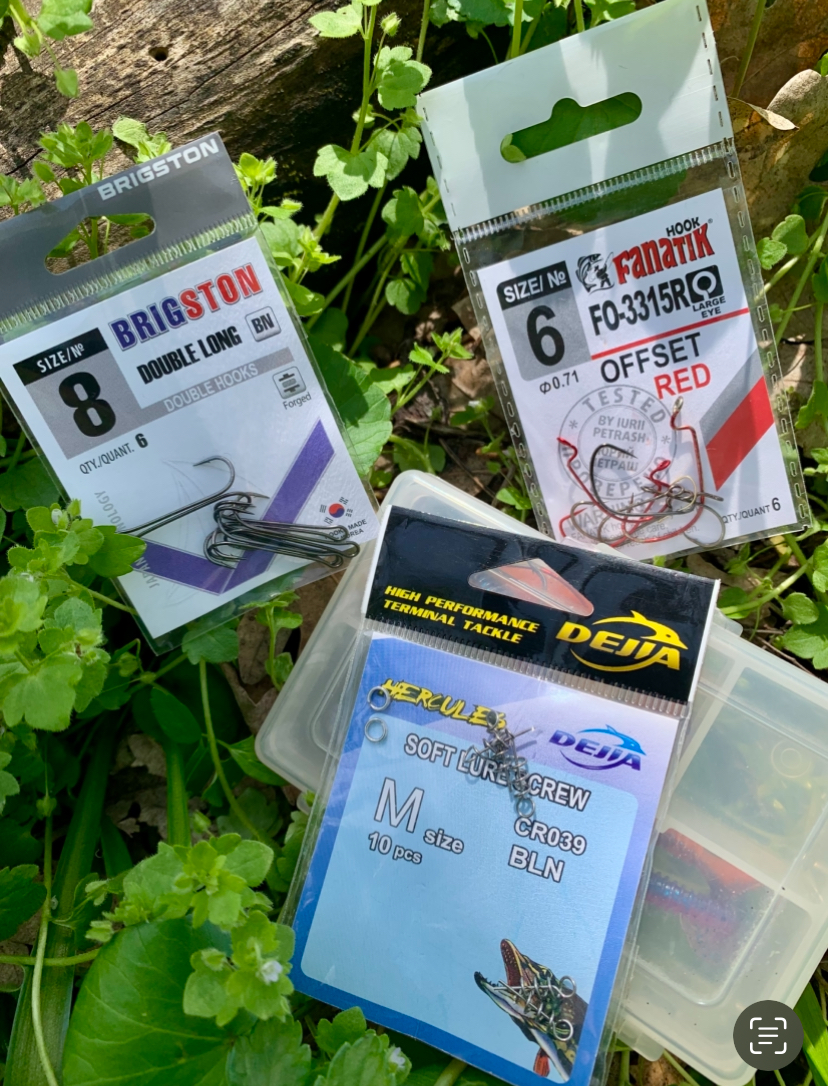 BRIGSTON
BRIGSTON
SIZE/№
8
DOUBLE LONG
BN
DOUBLE HOOKS
Forged
QTY./QUANT. 6
MADE
HOOK
FANATIK
SIZE/ №
6
FO-3315R
LARGE
EYE
Φ0.71
OFFSET
RED
TESTED
BY IURII
PETRASH
QTY./QUANT 6
HIGH PERFORMANCE
TERMINAL TACKLE
DEJIA
HERCULES
DEJIA
SOFT LURE SCREW
M size
10 pcs
CR039
BLN